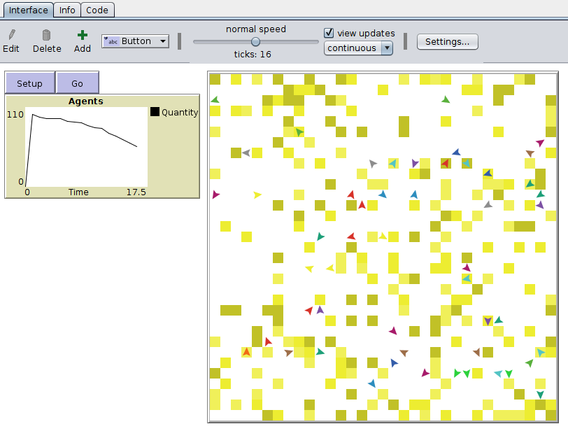 Interface Info Code
Edit Delete Add abc Button normal speed view updates
ticks: 16 continuous Settings...
Setup Go
Agents
110 Quantity
0
0 Time 17.5